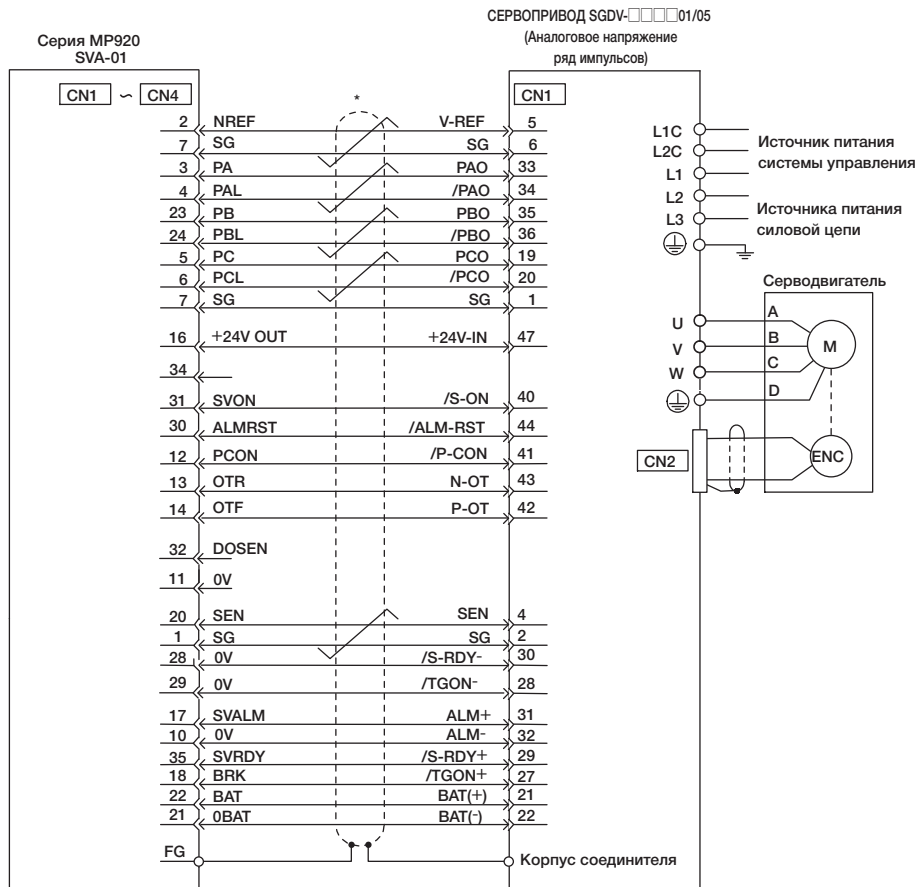 СЕРВОПРИВОД SGDV-□□□□01/05
(Аналоговое напряжение
ряд импульсов)
Серия MP920
SVA-01
CN1 ~ CN4
*
CN1
2 NREF V-REF 5
7 SG SG 6
3 PA PAO 33
4 PAL /PAO 34
23 PB PBO 35
24 PBL /PBO 36
5 PC PCO 19
6 PCL /PCO 20
7 SG SG 1
16 +24V OUT +24V-IN 47
34
31 SVON /S-ON 40
30 ALMRST /ALM-RST 44
12 PCON /P-CON 41
13 OTR N-OT 43
14 OTF P-OT 42
32 DOSEN
11 0V
20 SEN SEN 4
1 SG SG 2
28 0V /S-RDY- 30
29 0V /TGON- 28
17 SVALM ALM+ 31
10 0V ALM- 32
35 SVRDY /S-RDY+ 29
18 BRK /TGON+ 27
22 BAT BAT(+) 21
21 0BAT BAT(-) 22
FG
Корпус соединителя
L1C
L2C
L1
L2
L3
Источник питания
системы управления
Источника питания
силовой цепи
Серводвигатель
U A
V B
W C
D
M
CN2
ENC